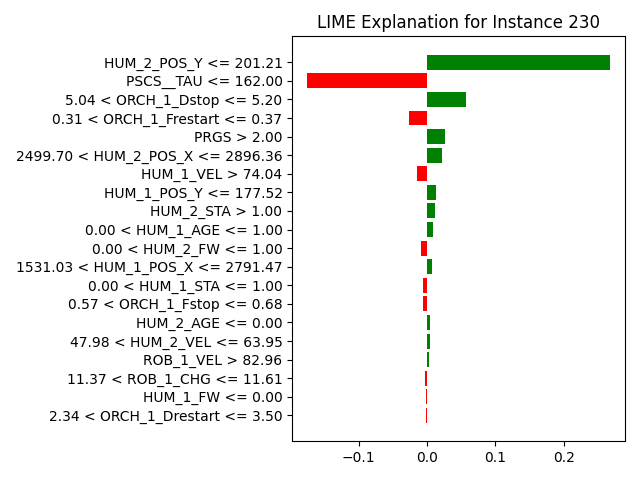 LIME Explanation for Instance 230
HUM_2_POS_Y <= 201.21
PSCS__TAU <= 162.00
5.04 < ORCH_1_Dstop <= 5.20
0.31 < ORCH_1_Frestart <= 0.37
PRGS > 2.00
2499.70 < HUM_2_POS_X <= 2896.36
HUM_1_VEL > 74.04
HUM_1_POS_Y <= 177.52
HUM_2_STA > 1.00
0.00 < HUM_1_AGE <= 1.00
0.00 < HUM_2_FW <= 1.00
1531.03 < HUM_1_POS_X <= 2791.47
0.00 < HUM_1_STA <= 1.00
0.57 < ORCH_1_Fstop <= 0.68
HUM_2_AGE <= 0.00
47.98 < HUM_2_VEL <= 63.95
ROB_1_VEL > 82.96
11.37 < ROB_1_CHG <= 11.61
HUM_1_FW <= 0.00
2.34 < ORCH_1_Drestart <= 3.50
−0.1 0.0 0.1 0.2